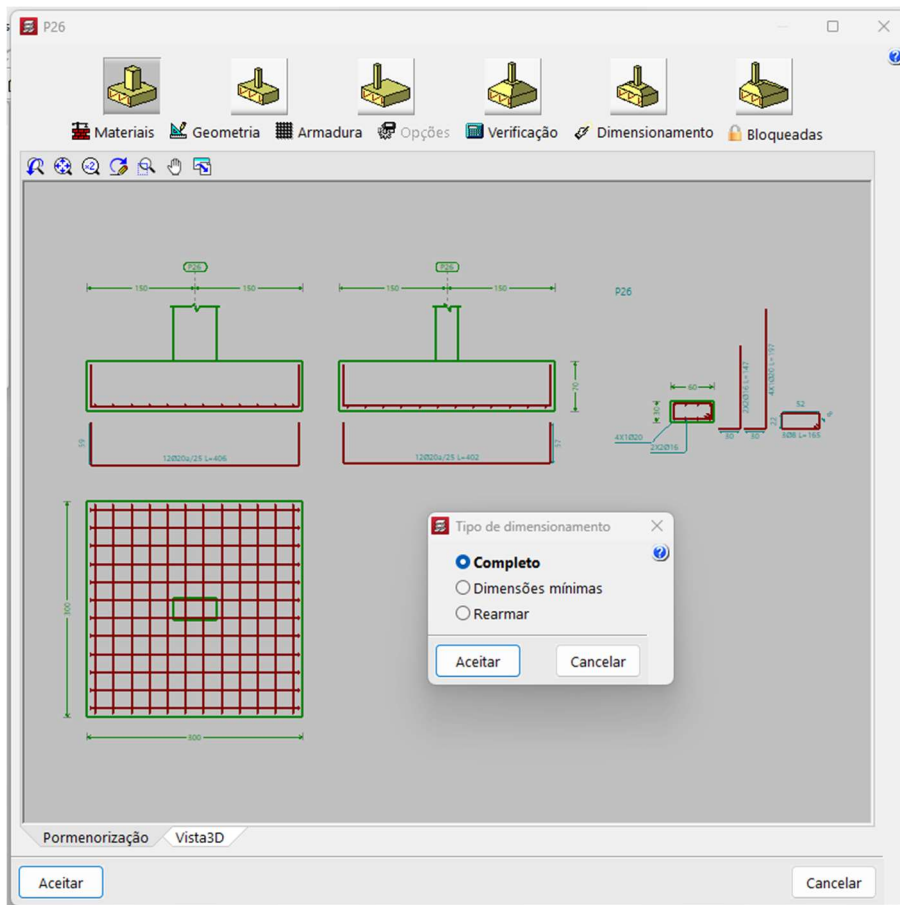 P26
Materiais Geometria Armadura Opções Verificação Dimensionamento Bloqueadas
x2
P26 P26
150 150 150 150
P26
70
60
30
4X1Ø20
2X2Ø16
2X2Ø16 L=147
4X1Ø20 L=197
30 30
52
22
L=165
59 57
12Ø20a/25 L=406 12Ø20a/25 L=402
300
300
Tipo de dimensionamento
Completo
Dimensões mínimas
Rearmar
Aceitar Cancelar
Pormenorização Vista3D
Aceitar Cancelar